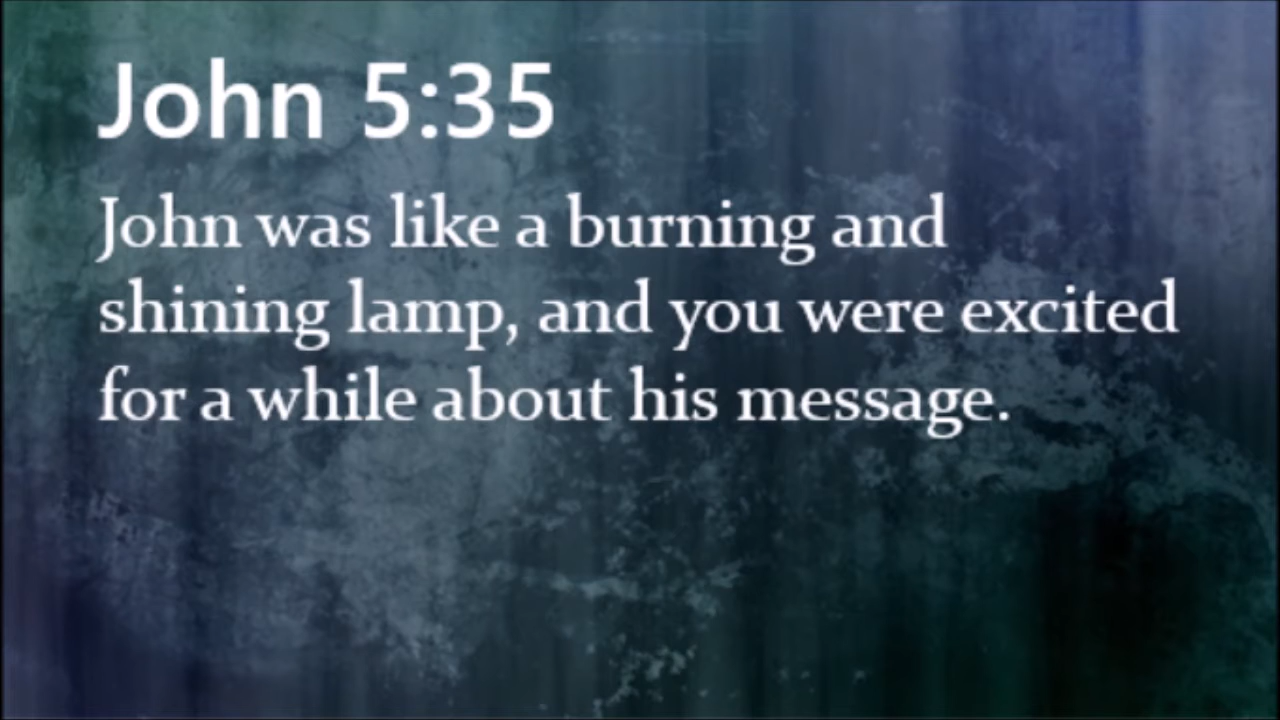 John 5:35
John was like a burning and
shining lamp, and you were excited
for a while about his message.